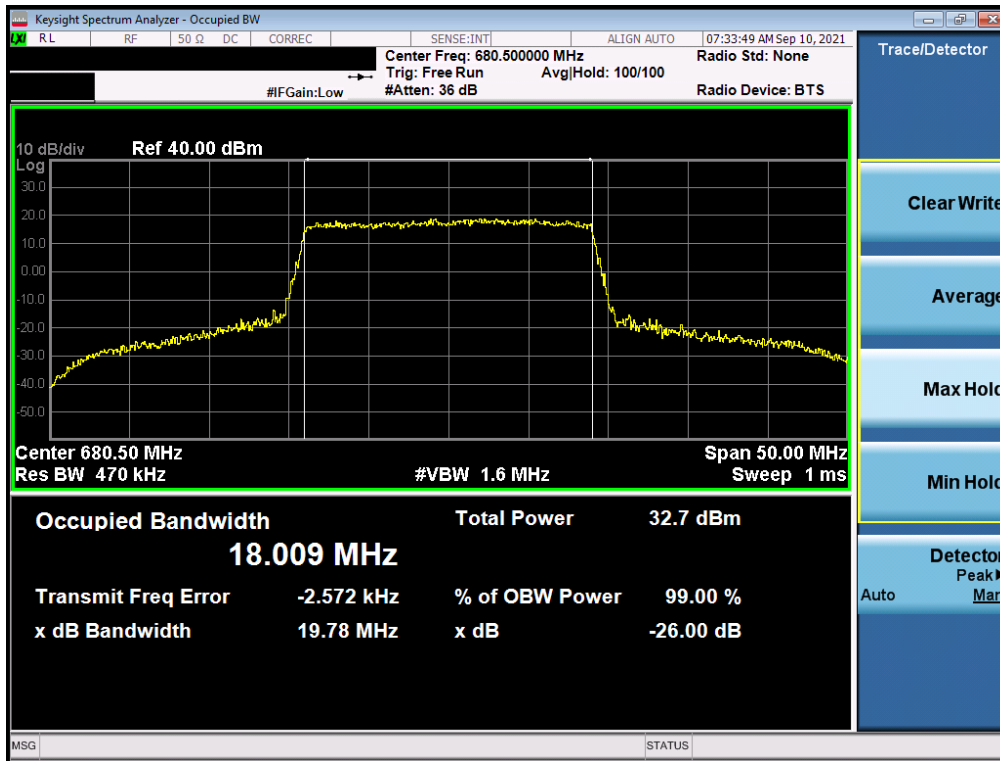 Keysight Spectrum Analyzer - Occupied BW
LXI RL RF 50 Ω DC CORREC SENSE:INT ALIGN AUTO 07:33:49 AM Sep 10, 2021
Center Freq: 680.500000 MHz Radio Std: None
Trig: Free Run Avg|Hold: 100/100
#IFGain:Low #Atten: 36 dB Radio Device: BTS
10 dB/div Ref 40.00 dBm
Log
30.0
20.0
10.0
0.00
-10.0
-20.0
-30.0
-40.0
-50.0
Center 680.50 MHz Span 50.00 MHz
Res BW 470 kHz #VBW 1.6 MHz Sweep 1 ms
Occupied Bandwidth Total Power 32.7 dBm
18.009 MHz
Transmit Freq Error -2.572 kHz % of OBW Power 99.00 %
x dB Bandwidth 19.78 MHz x dB -26.00 dB
MSG STATUS
Trace/Detector
Clear Write
Average
Max Hold
Min Hold
Detector
Peak
Auto Man